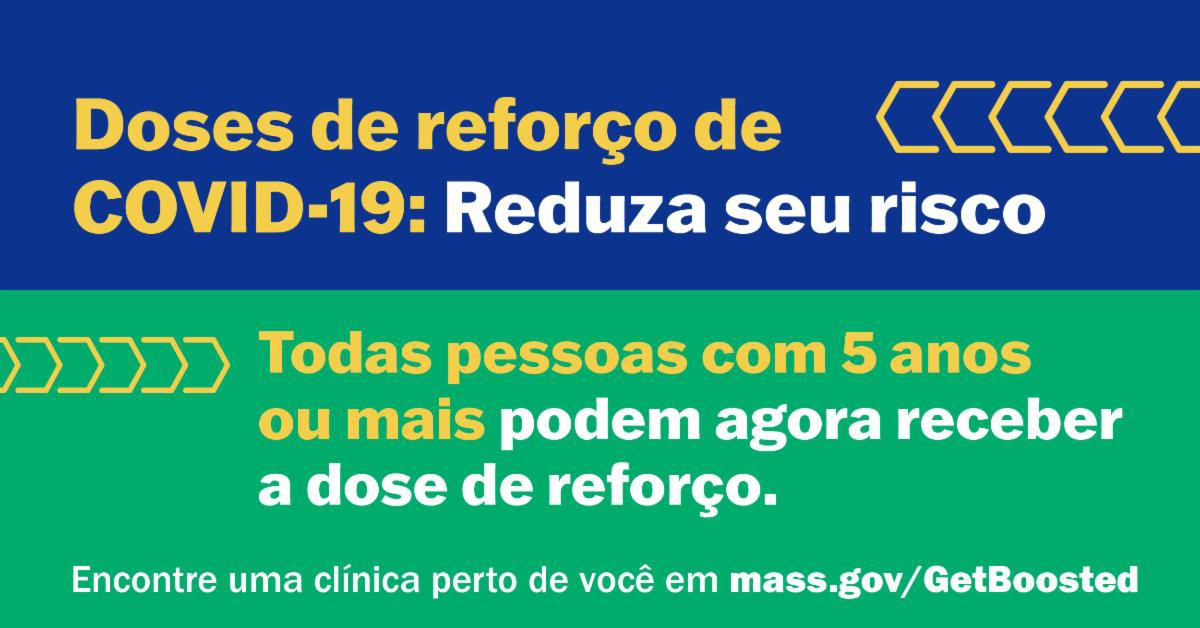 Doses de reforço de
COVID-19: Reduza seu risco
Todas pessoas com 5 anos
ou mais podem agora receber
a dose de reforço.
Encontre uma clínica perto de você em mass.gov/GetBoosted